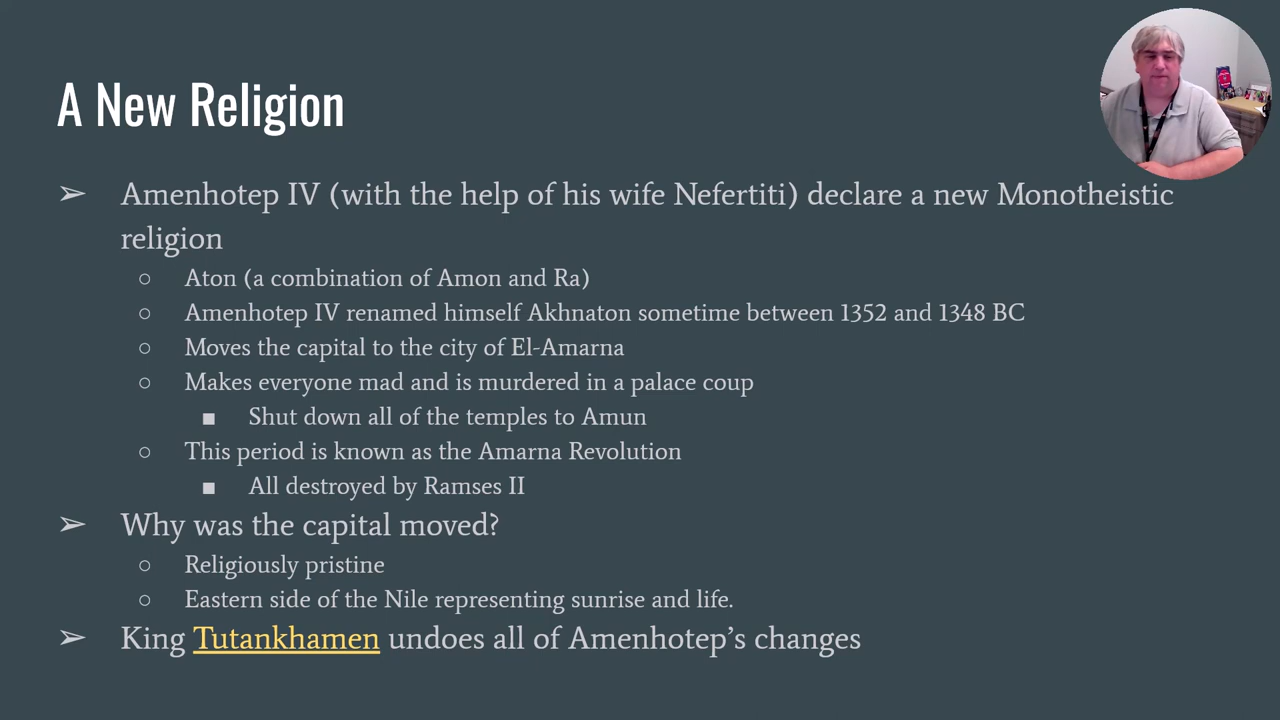 A New Religion
➢ Amenhotep IV (with the help of his wife Nefertiti) declare a new Monotheistic
religion
○ Aton (a combination of Amon and Ra)
○ Amenhotep IV renamed himself Akhnaton sometime between 1352 and 1348 BC
○ Moves the capital to the city of El-Amarna
○ Makes everyone mad and is murdered in a palace coup
■ Shut down all of the temples to Amun
○ This period is known as the Amarna Revolution
■ All destroyed by Ramses II
➢ Why was the capital moved?
○ Religiously pristine
○ Eastern side of the Nile representing sunrise and life.
➢ King Tutankhamen undoes all of Amenhotep’s changes